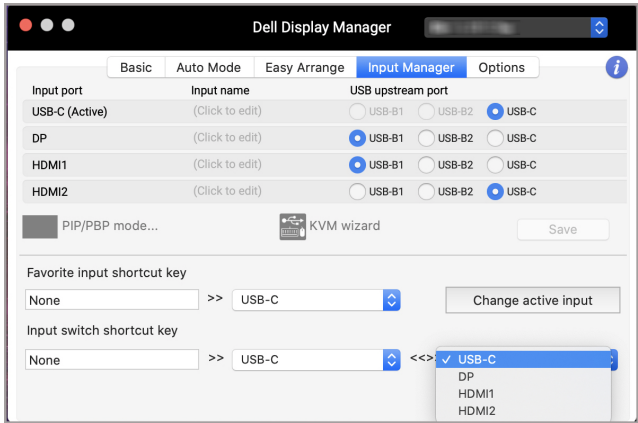 Dell Display Manager
Basic Auto Mode Easy Arrange Input Manager Options i
Input port Input name USB upstream port
USB-C (Active) (Click to edit) USB-B1 USB-B2 USB-C
DP (Click to edit) USB-B1 USB-B2 USB-C
HDMI1 (Click to edit) USB-B1 USB-B2 USB-C
HDMI2 (Click to edit) USB-B1 USB-B2 USB-C
PIP/PBP mode... KVM wizard Save
Favorite input shortcut key
None >> USB-C Change active input
Input switch shortcut key
None >> USB-C <<>> ✓ USB-C
DP
HDMI1
HDMI2